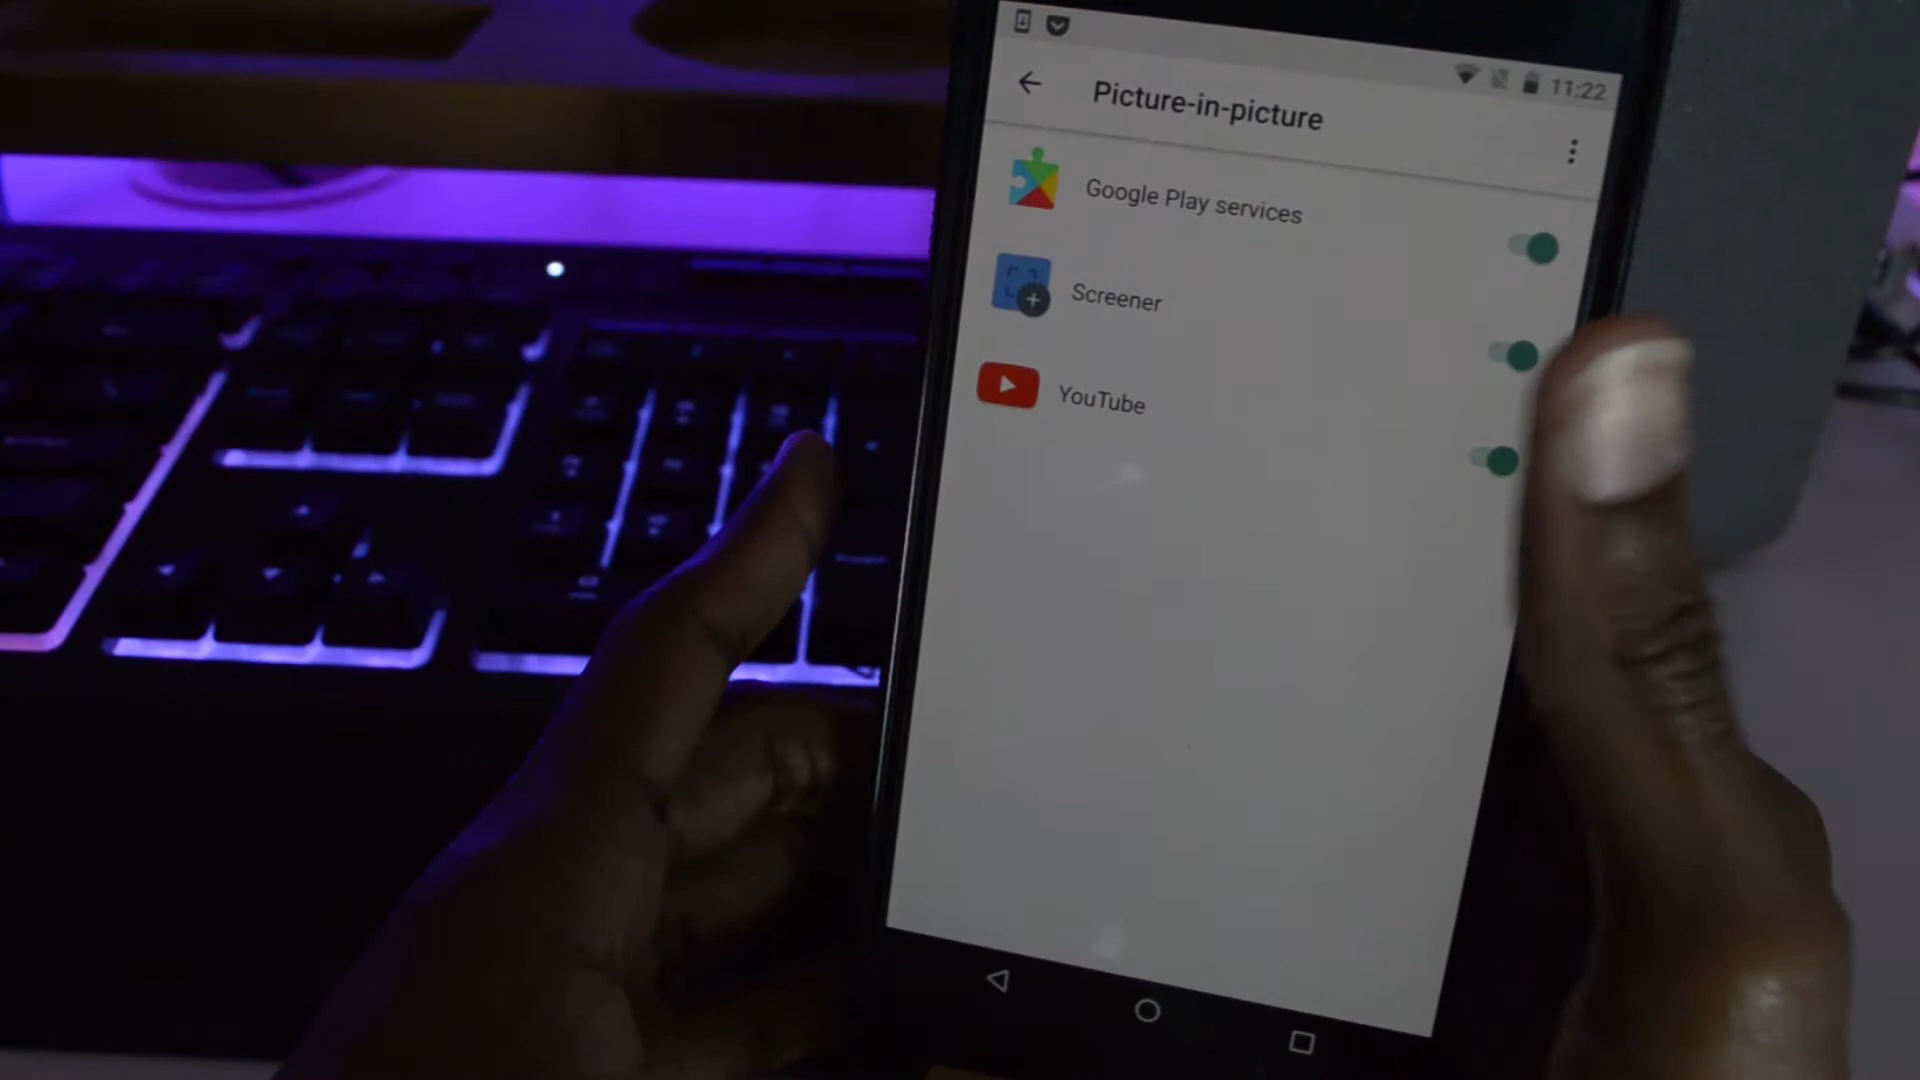 11:22
Picture-in-picture
Google Play services
Screener
YouTube